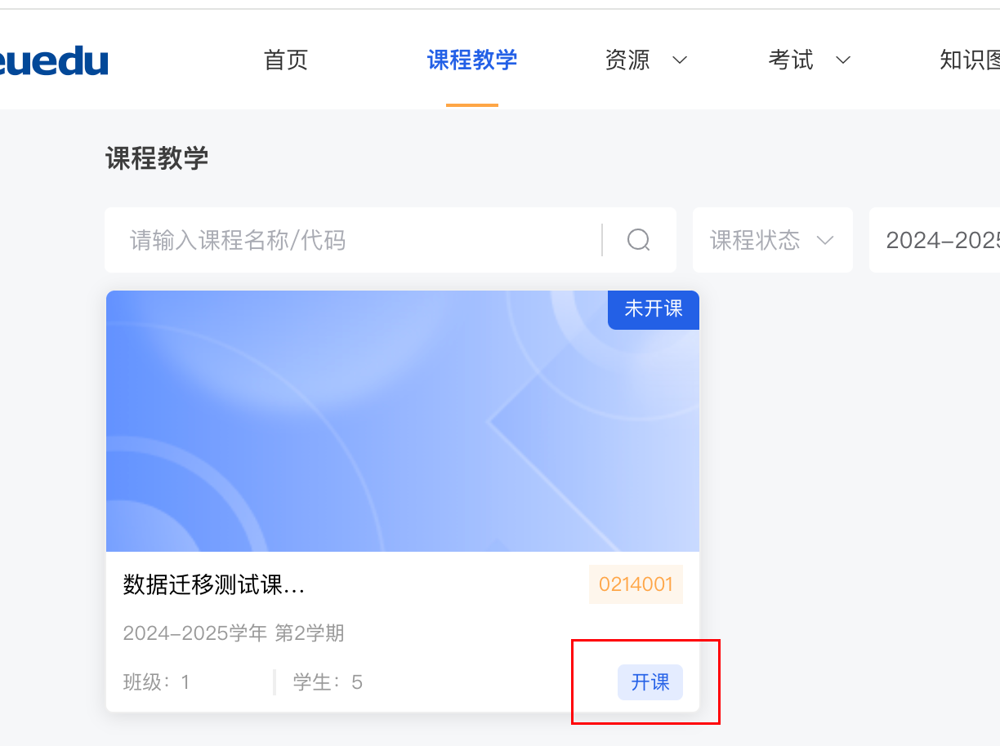 euedu 首页 课程教学 资源 考试 知识图
课程教学
请输入课程名称/代码 课程状态 2024-2025
未开课
数据迁移测试课... 0214001
2024-2025学年 第2学期
班级：1 学生：5 开课